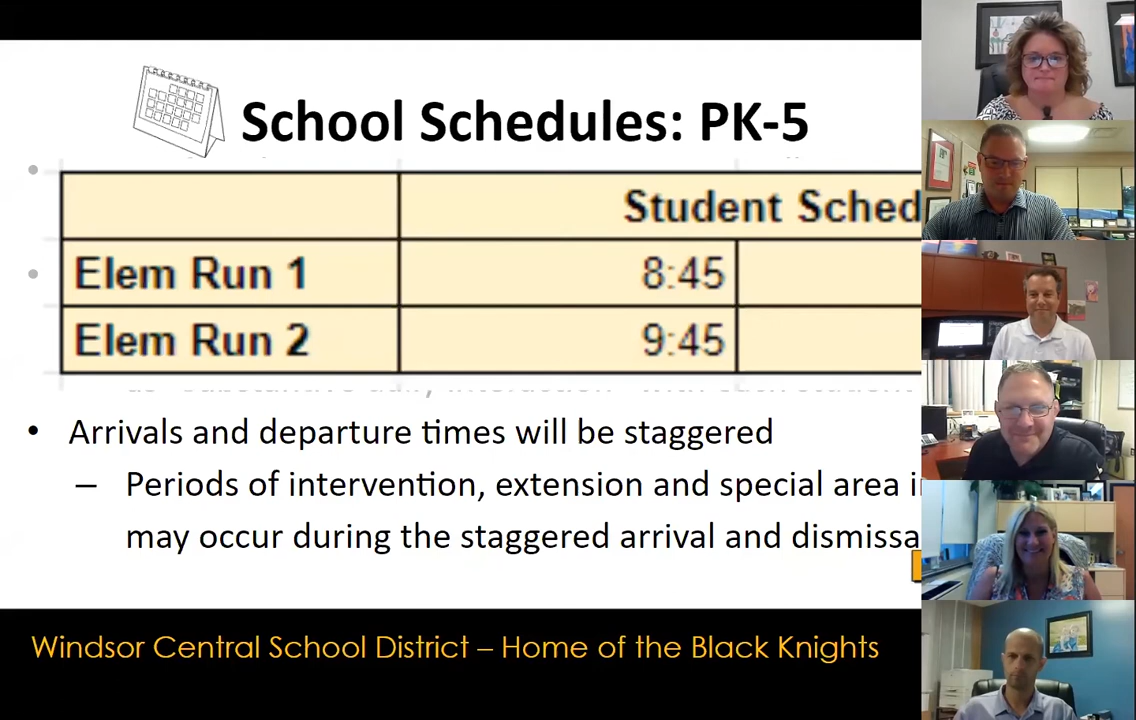 School Schedules: PK-5
Student Sched
Elem Run 1 8:45
Elem Run 2 9:45
• Arrivals and departure times will be staggered
– Periods of intervention, extension and special area
may occur during the staggered arrival and dismissa
Windsor Central School District – Home of the Black Knights